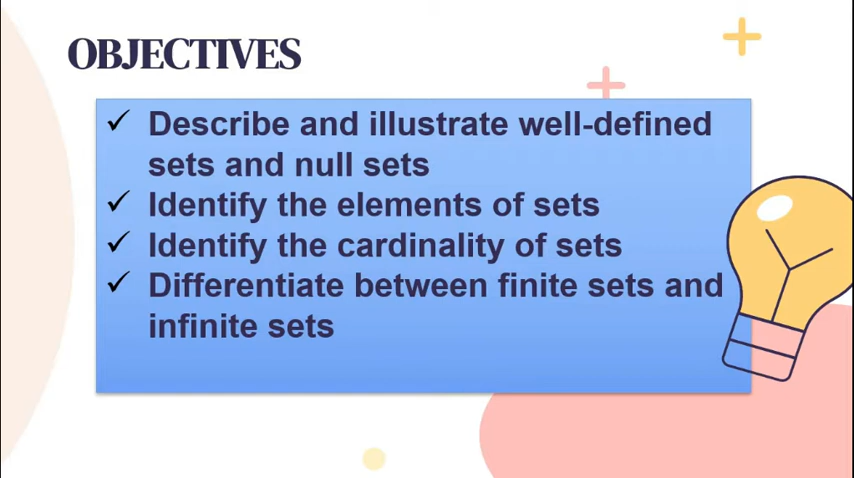 OBJECTIVES
✓ Describe and illustrate well-defined
sets and null sets
✓ Identify the elements of sets
✓ Identify the cardinality of sets
✓ Differentiate between finite sets and
infinite sets